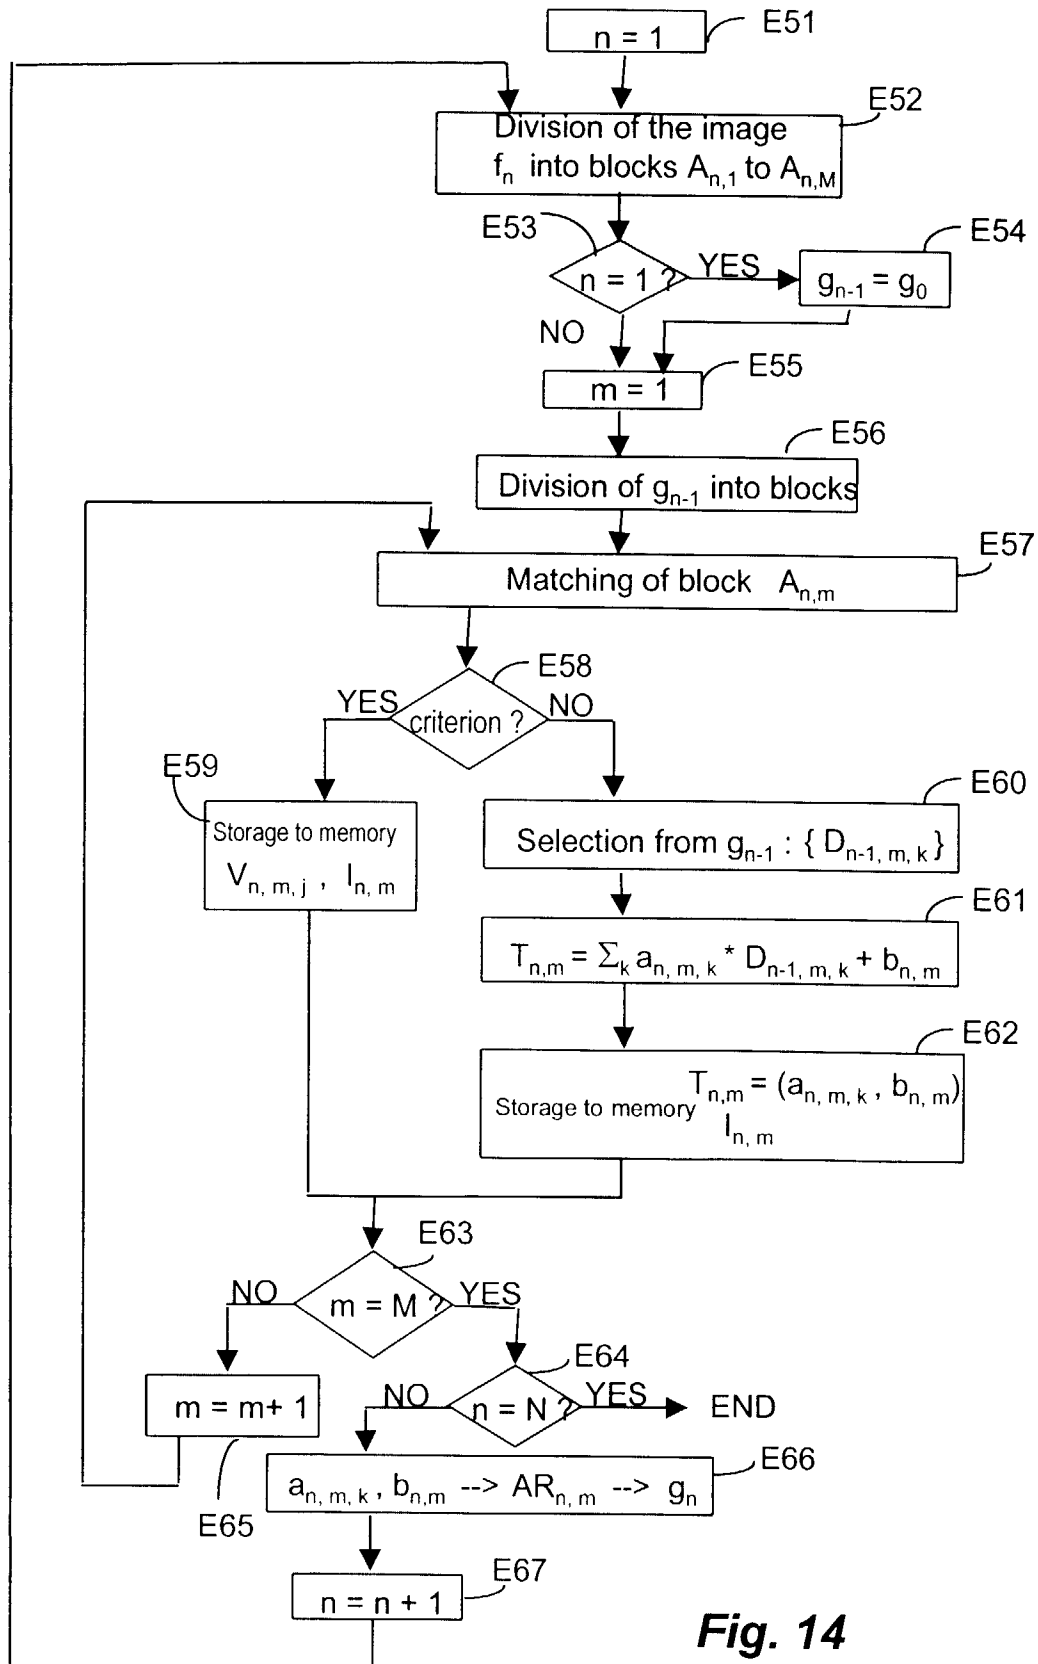 E51
n = 1
E52
Division of the image
fn into blocks An,1 to An,M
E53
n = 1 ?
YES
E54
gn-1 = g0
NO
E55
m = 1
E56
Division of gn-1 into blocks
E57
Matching of block An,m
E58
YES
criterion ?
NO
E59
Storage to memory
Vn, m, j , In, m
E60
Selection from gn-1 : { Dn-1, m, k }
E61
Tn,m = Σk an, m, k * Dn-1, m, k + bn, m
E62
Tn,m = (an, m, k , bn, m)
Storage to memory
In, m
E63
NO
m = M ?
YES
E64
m = m+ 1
E65
NO
n = N ?
YES
END
E66
an, m, k , bn,m --> ARn, m --> gn
E67
n = n + 1
Fig. 14